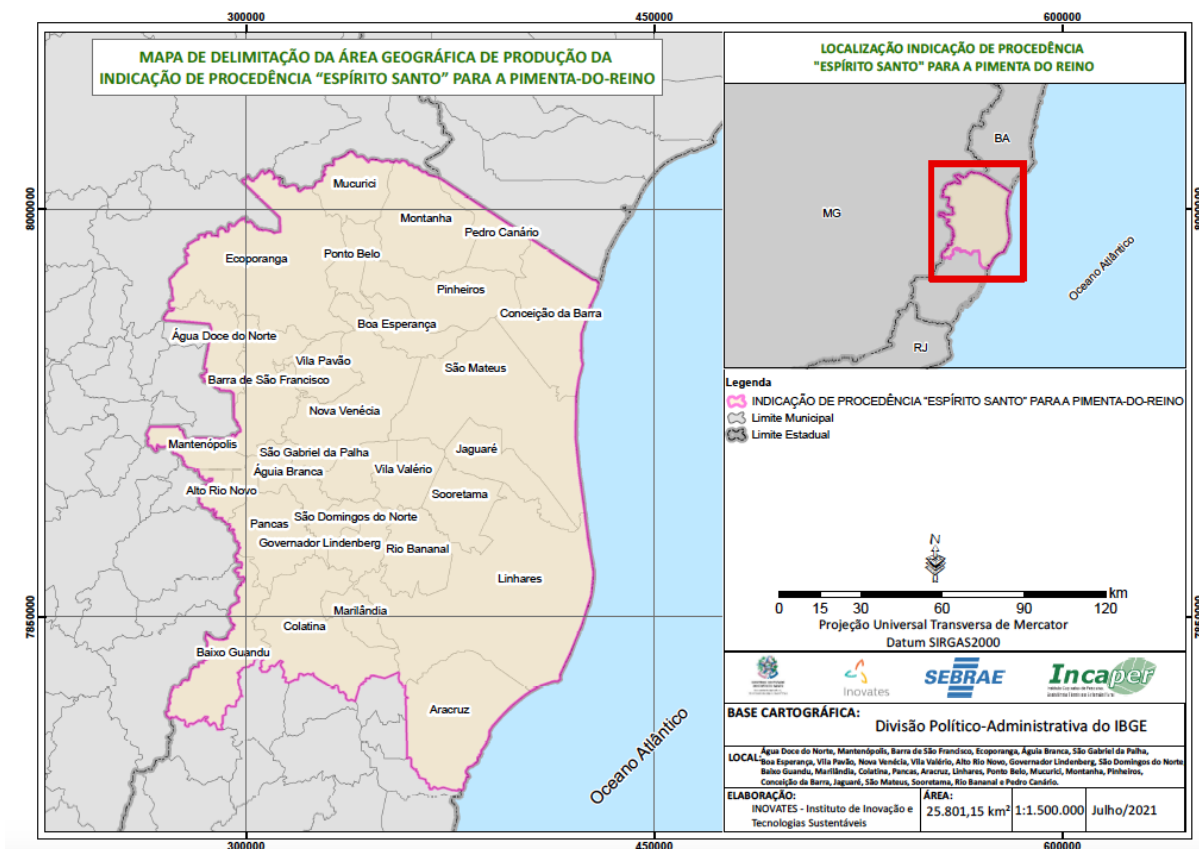 300000
450000
600000
MAPA DE DELIMITAÇÃO DA ÁREA GEOGRÁFICA DE PRODUÇÃO DA
INDICAÇÃO DE PROCEDÊNCIA “ESPÍRITO SANTO” PARA A PIMENTA-DO-REINO
8000000
7850000
Mucurici
Montanha
Pedro Canário
Ecoporanga
Ponto Belo
Pinheiros
Conceição da Barra
Boa Esperança
Água Doce do Norte
Vila Pavão
São Mateus
Barra de São Francisco
Nova Venécia
Mantenópolis
São Gabriel da Palha
Jaguaré
Águia Branca
Vila Valério
Alto Rio Novo
Sooretama
São Domingos do Norte
Pancas
Governador Lindenberg
Rio Bananal
Linhares
Marilândia
Colatina
Baixo Guandu
Aracruz
Oceano Atlântico
300000
450000
LOCALIZAÇÃO INDICAÇÃO DE PROCEDÊNCIA
"ESPÍRITO SANTO" PARA A PIMENTA DO REINO
BA
MG
RJ
Oceano Atlântico
8000000
7850000
Legenda
INDICAÇÃO DE PROCEDÊNCIA “ESPÍRITO SANTO” PARA A PIMENTA-DO-REINO
Limite Municipal
Limite Estadual
N
km
0 15 30 60 90 120
Projeção Universal Transversa de Mercator
Datum SIRGAS2000
Inovates
SEBRAE
Incaper
BASE CARTOGRÁFICA:
Divisão Político-Administrativa do IBGE
LOCAL:
Água Doce do Norte, Mantenópolis, Barra de São Francisco, Ecoporanga, Águia Branca, São Gabriel da Palha,
Boa Esperança, Vila Pavão, Nova Venécia, Vila Valério, Alto Rio Novo, Governador Lindenberg, São Domingos do Norte
Baixo Guandu, Marilândia, Colatina, Pancas, Aracruz, Linhares, Ponto Belo, Mucurici, Montanha, Pinheiros,
Conceição da Barra, Jaguaré, São Mateus, Sooretama, Rio Bananal e Pedro Canário.
ELABORAÇÃO:
INOVATES - Instituto de Inovação e
Tecnologias Sustentáveis
ÁREA:
25.801,15 km²
1:1.500.000
Julho/2021
600000